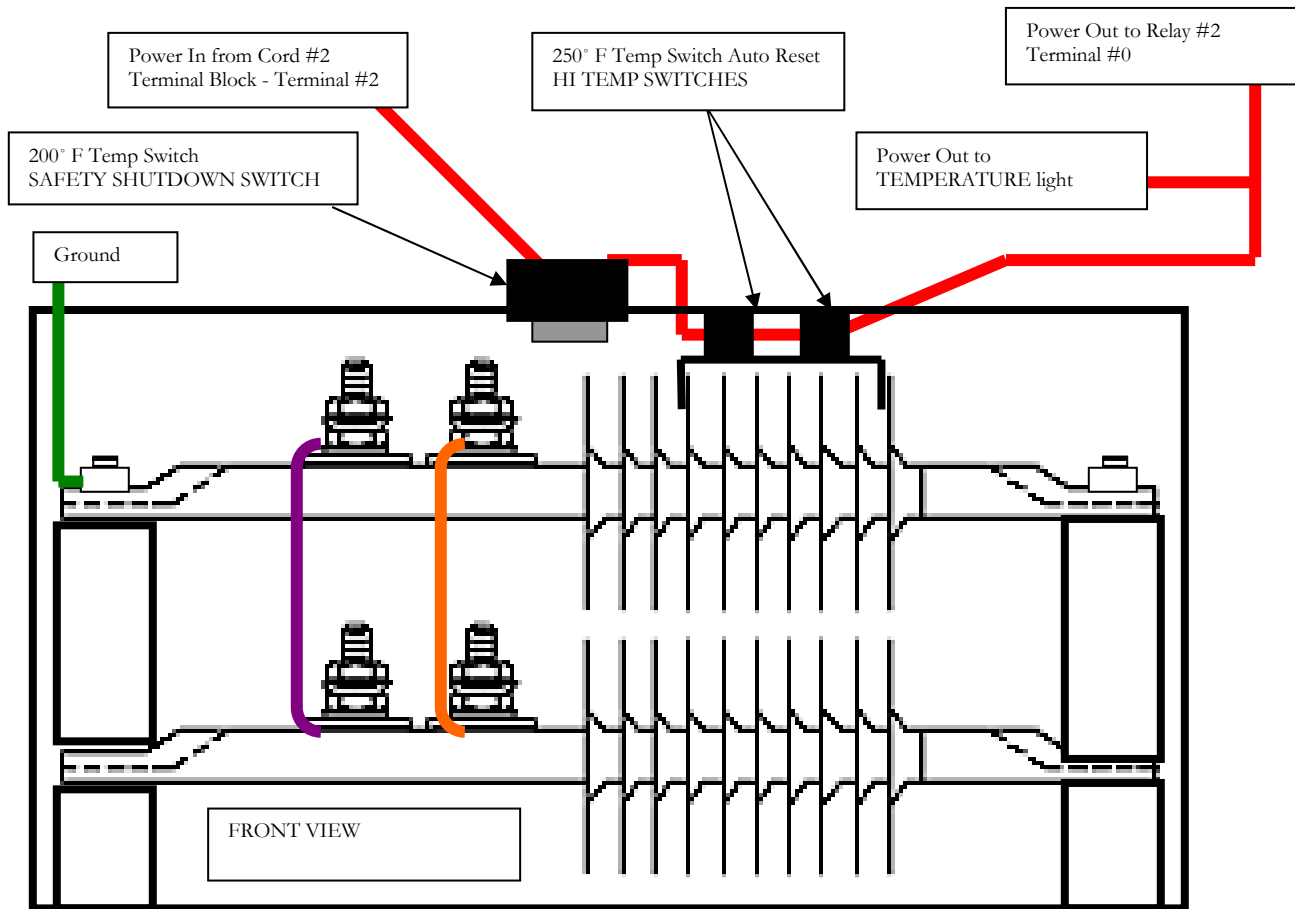 Power In from Cord #2
Terminal Block - Terminal #2
250° F Temp Switch Auto Reset
HI TEMP SWITCHES
Power Out to Relay #2
Terminal #0
200° F Temp Switch
SAFETY SHUTDOWN SWITCH
Power Out to
TEMPERATURE light
Ground
FRONT VIEW